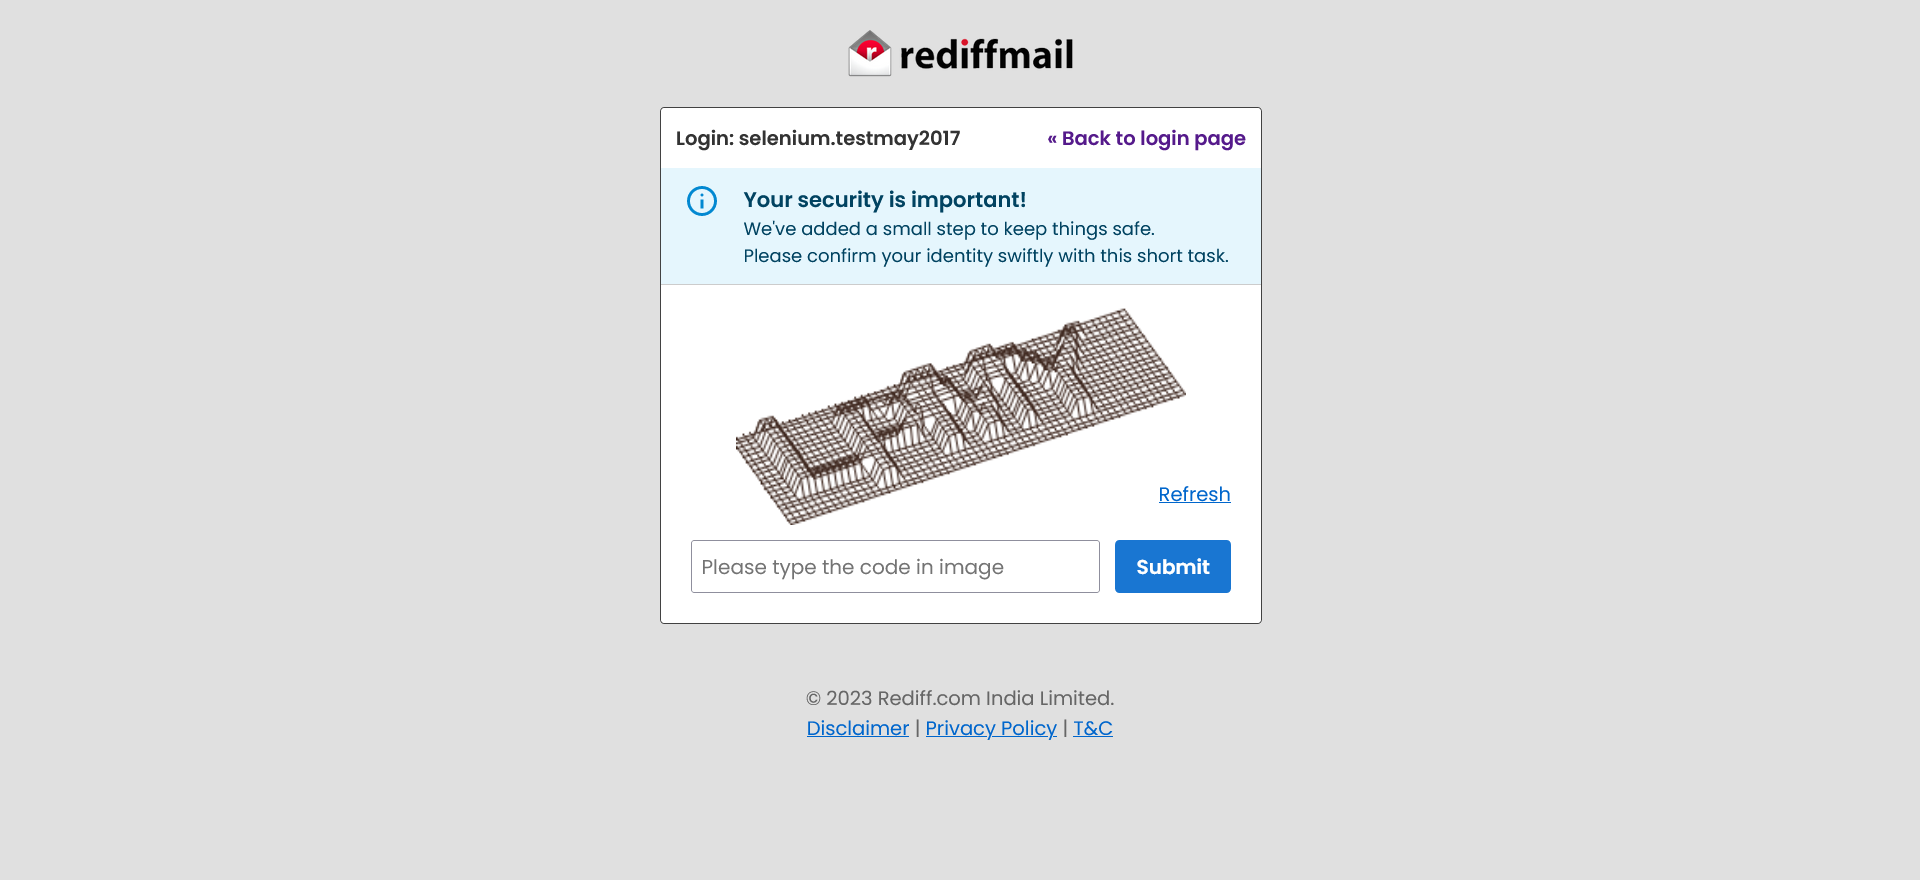 rediffmail
Login: selenium.testmay2017 « Back to login page
Your security is important!
We've added a small step to keep things safe.
Please confirm your identity swiftly with this short task.
Refresh
Please type the code in image Submit
© 2023 Rediff.com India Limited.
Disclaimer | Privacy Policy | T&C